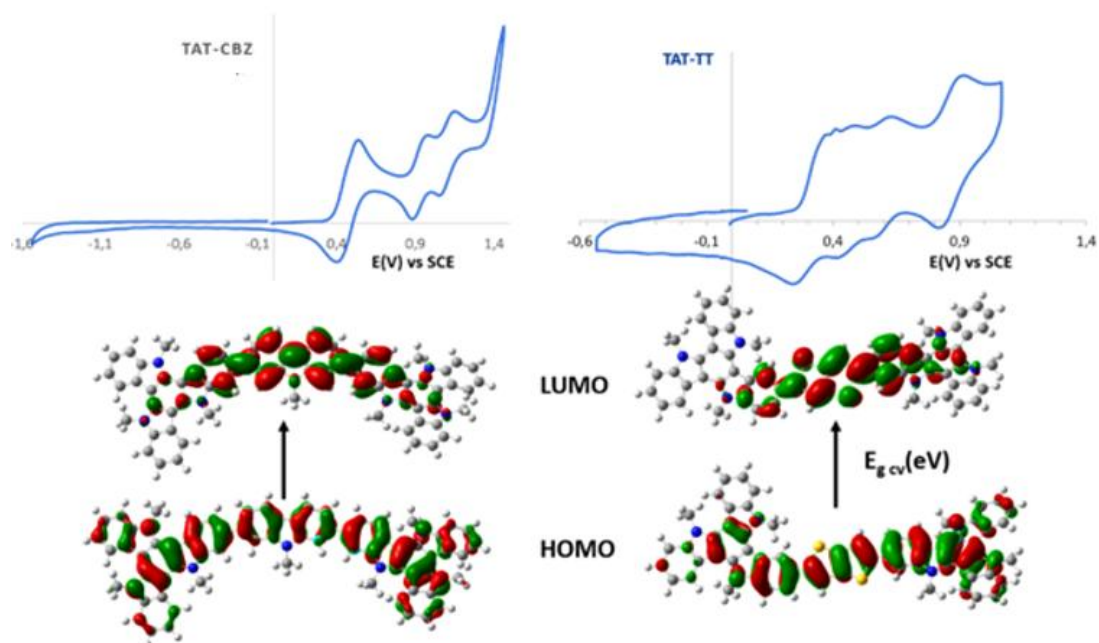 TAT-CBZ
TAT-TT
-1,6 -1,1 -0,6 -0,1 0,4 0,9 1,4
E(V) vs SCE
-0,6 -0,1 0,4 0,9 1,4
E(V) vs SCE
LUMO
E_g cv(eV)
HOMO